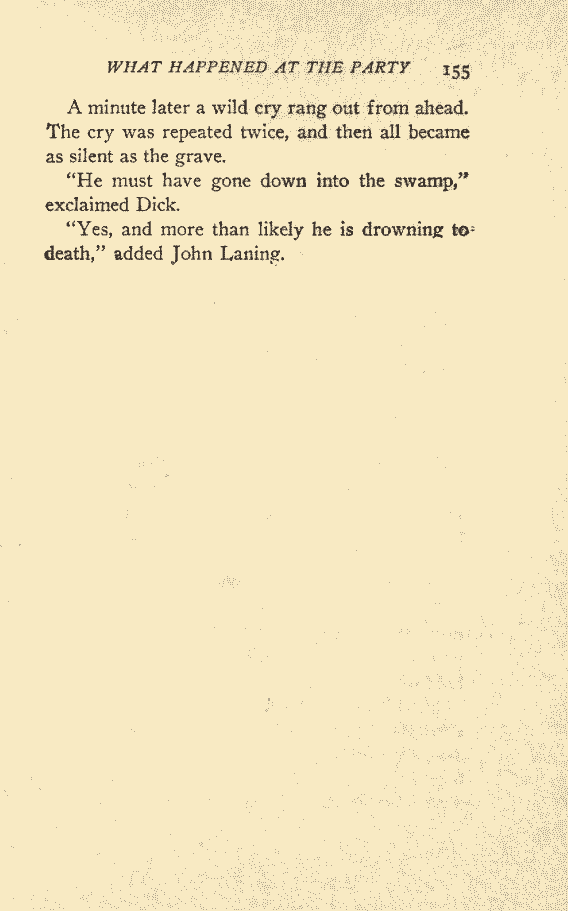 WHAT HAPPENED AT THE PARTY 155
A minute later a wild cry rang out from ahead.
The cry was repeated twice, and then all became
as silent as the grave.
"He must have gone down into the swamp,"
exclaimed Dick.
"Yes, and more than likely he is drowning to
death," added John Laning.